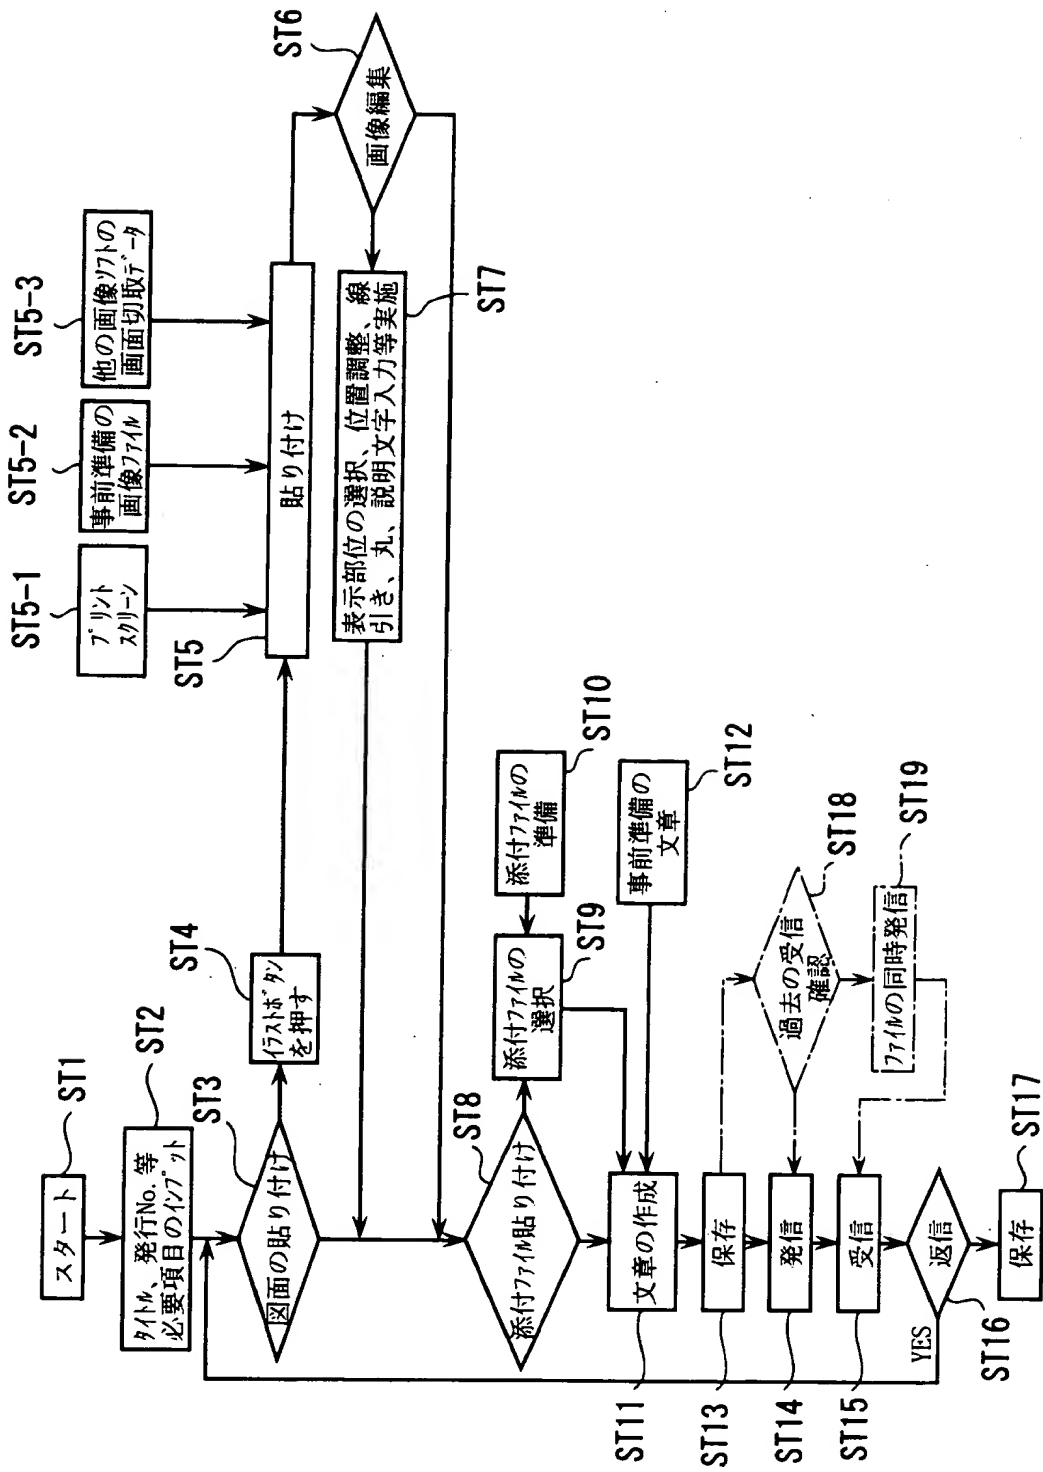 ST1
スタート
ST2
タイトル、発行No.等
必要項目のインプット
ST3
図面の貼り付け
ST4
イラストボタン
を押す
ST5-1
プリント
スクリーン
ST5-2
事前準備の
画像ファイル
ST5-3
他の画像ソフトの
画面切取データ
ST5
貼り付け
ST6
画像編集
ST7
表示部位の選択、位置調整、線
引き、丸、説明文字入力等実施
ST8
添付ファイル貼り付け
ST9
添付ファイルの
選択
ST10
添付ファイルの
準備
ST11
文章の作成
ST12
事前準備の
文章
ST13
保存
ST14
発信
ST15
受信
ST18
過去の受信
確認
ST19
ファイルの同時発信
ST16
返信
YES
ST17
保存